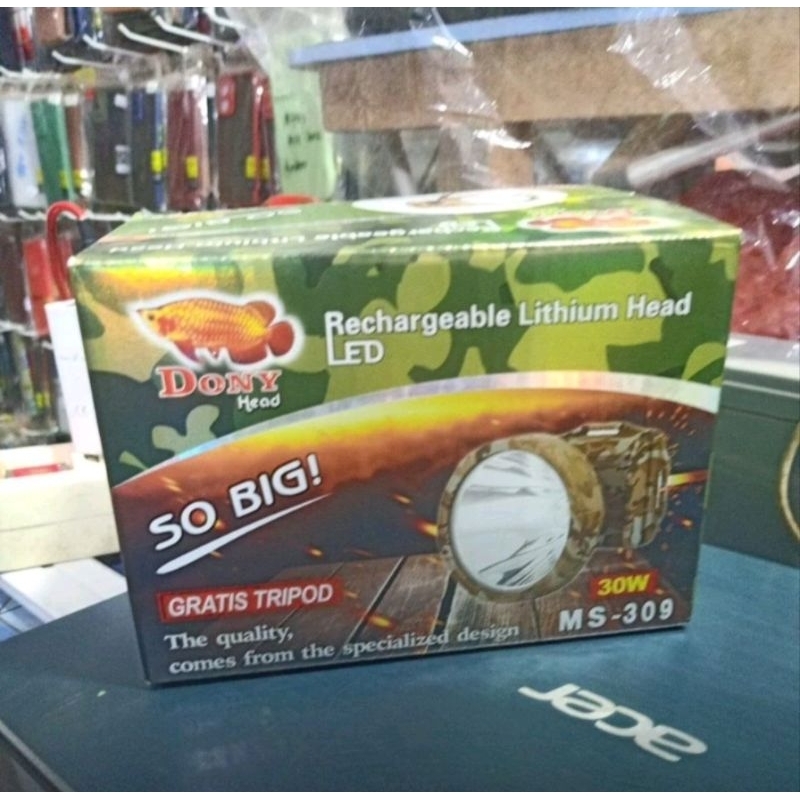 Rechargeable Lithium Head
LED
DONY
Head
SO BIG!
GRATIS TRIPOD
30W
MS-309
The quality,
comes from the specialized design
acer